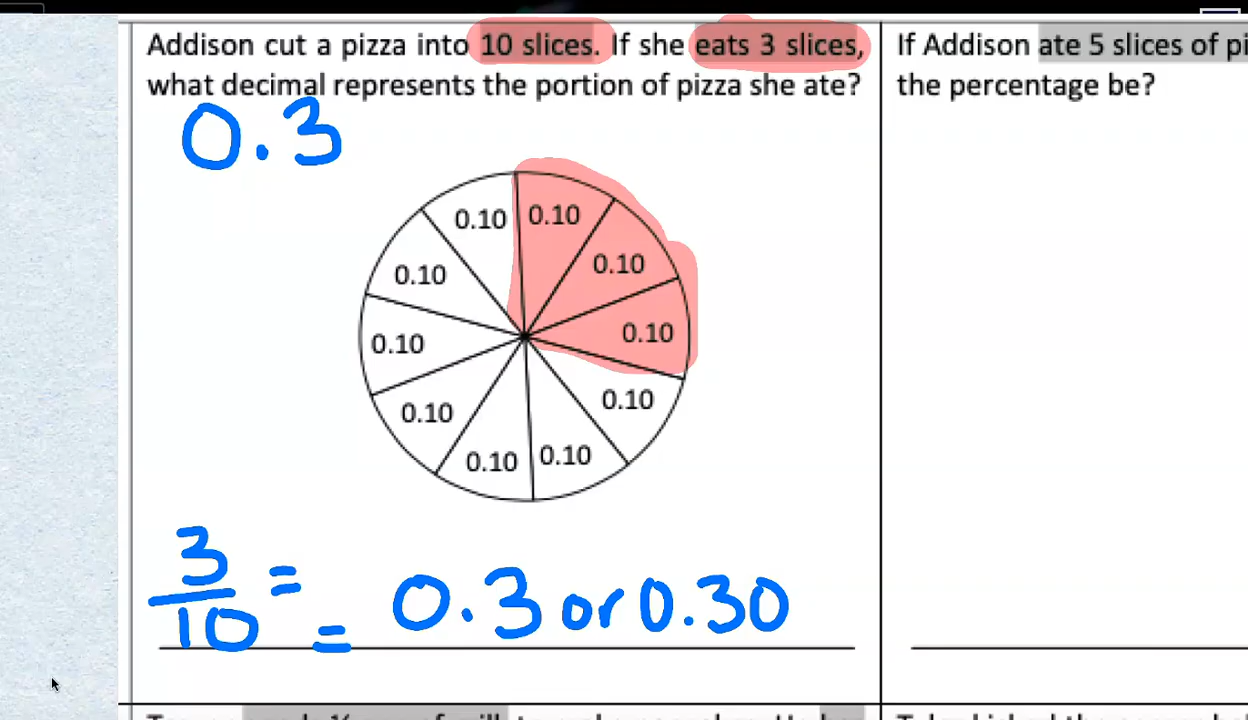 Addison cut a pizza into 10 slices. If she eats 3 slices,
what decimal represents the portion of pizza she ate?
0.3
0.10 0.10
0.10 0.10
0.10 0.10
0.10 0.10
0.10 0.10
3/10 = = 0.3 or 0.30
If Addison ate 5 slices of
the percentage be?